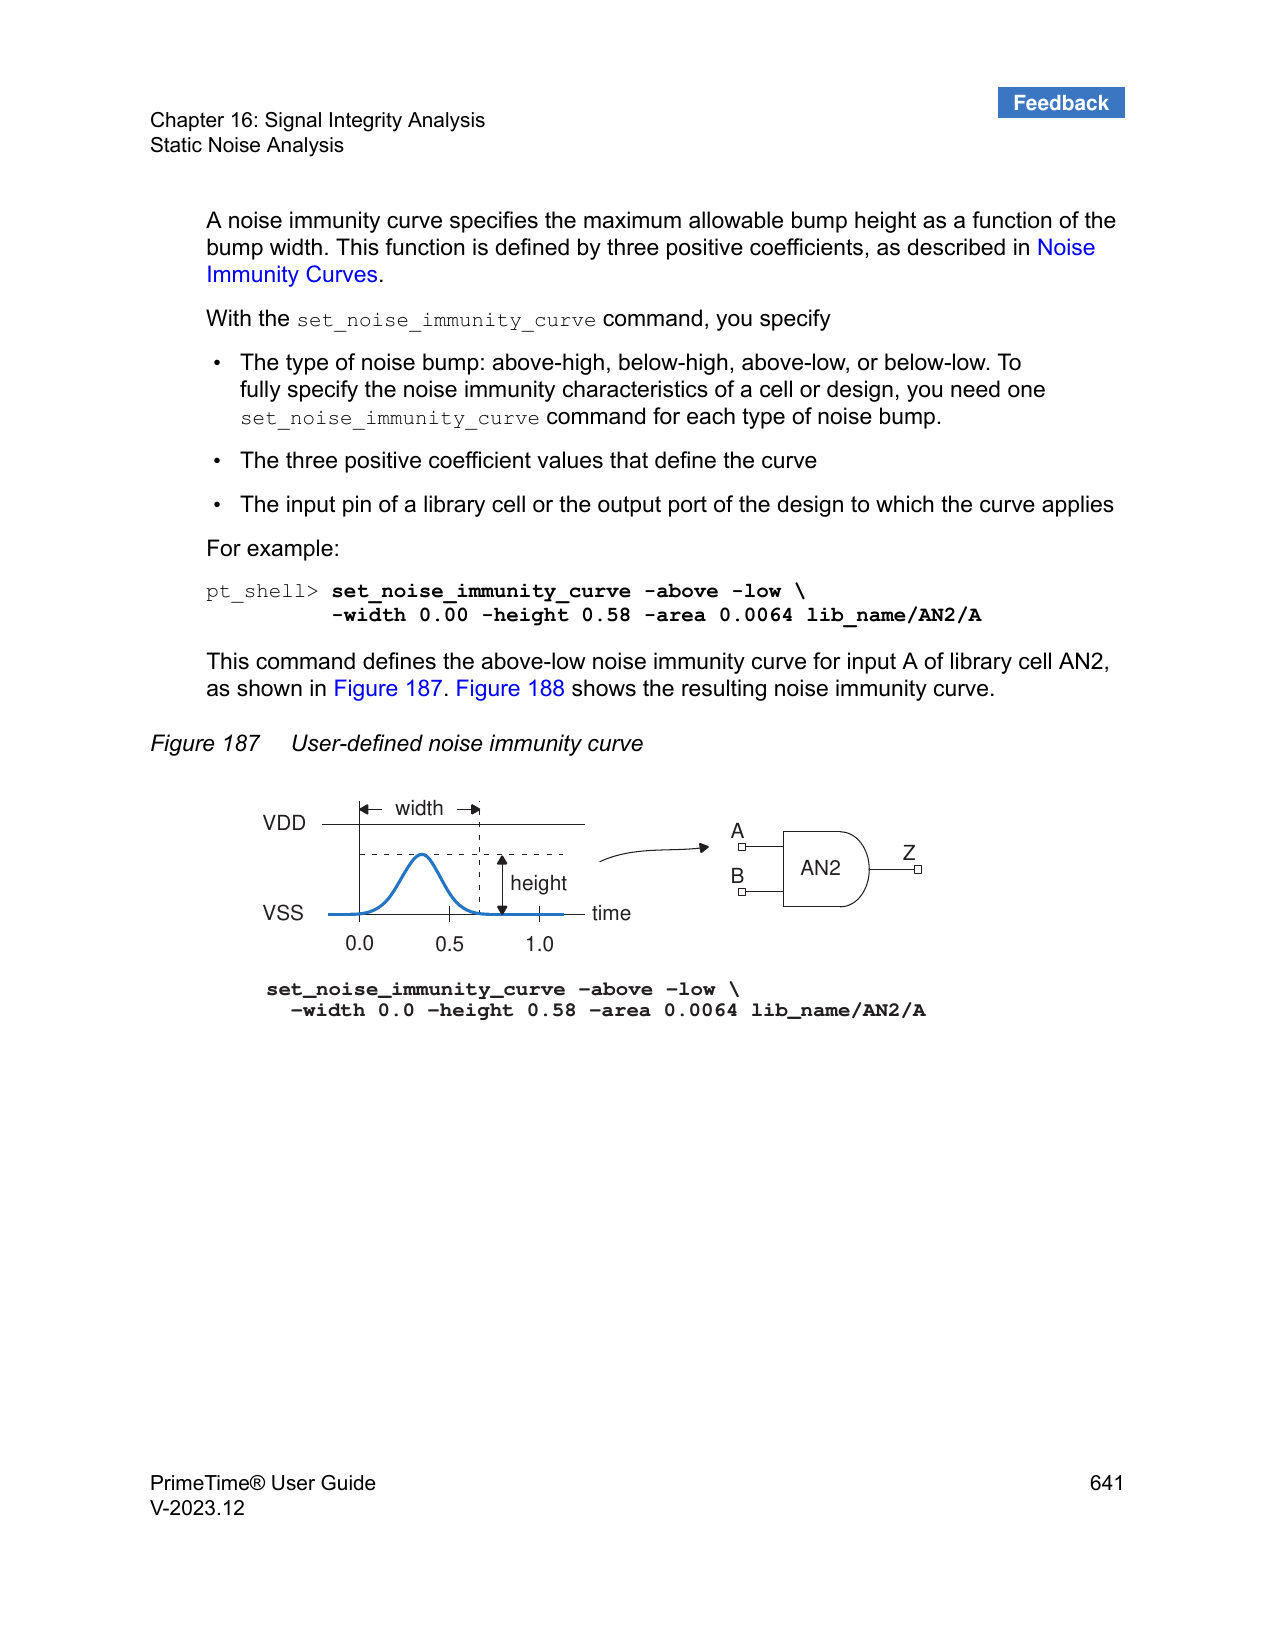 Feedback
Chapter 16: Signal Integrity Analysis
Static Noise Analysis
A noise immunity curve specifies the maximum allowable bump height as a function of the
bump width. This function is defined by three positive coefficients, as described in Noise
Immunity Curves.
With the set_noise_immunity_curve command, you specify
• The type of noise bump: above-high, below-high, above-low, or below-low. To
fully specify the noise immunity characteristics of a cell or design, you need one
set_noise_immunity_curve command for each type of noise bump.
• The three positive coefficient values that define the curve
• The input pin of a library cell or the output port of the design to which the curve applies
For example:
pt_shell> set_noise_immunity_curve -above -low \
-width 0.00 -height 0.58 -area 0.0064 lib_name/AN2/A
This command defines the above-low noise immunity curve for input A of library cell AN2,
as shown in Figure 187. Figure 188 shows the resulting noise immunity curve.
Figure 187 User-defined noise immunity curve
width
VDD
height
VSS
time
0.0 0.5 1.0
A
B
AN2
Z
set_noise_immunity_curve –above –low \
–width 0.0 –height 0.58 –area 0.0064 lib_name/AN2/A
PrimeTime® User Guide 641
V-2023.12